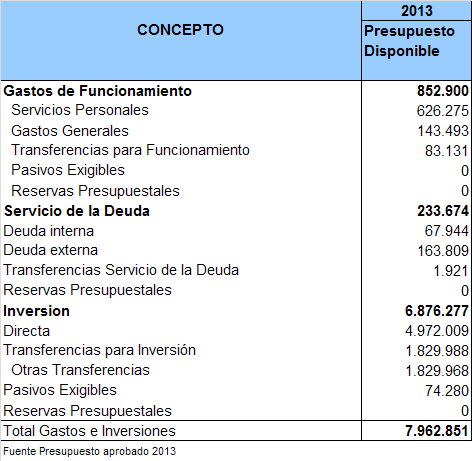 CONCEPTO
2013
Presupuesto
Disponible
Gastos de Funcionamiento 852.900
Servicios Personales 626.275
Gastos Generales 143.493
Transferencias para Funcionamiento 83.131
Pasivos Exigibles 0
Reservas Presupuestales 0
Servicio de la Deuda 233.674
Deuda interna 67.944
Deuda externa 163.809
Transferencias Servicio de la Deuda 1.921
Reservas Presupuestales 0
Inversion 6.876.277
Directa 4.972.009
Transferencias para Inversión 1.829.988
Otras Transferencias 1.829.968
Pasivos Exigibles 74.280
Reservas Presupuestales 0
Total Gastos e Inversiones 7.962.851
Fuente Presupuesto aprobado 2013